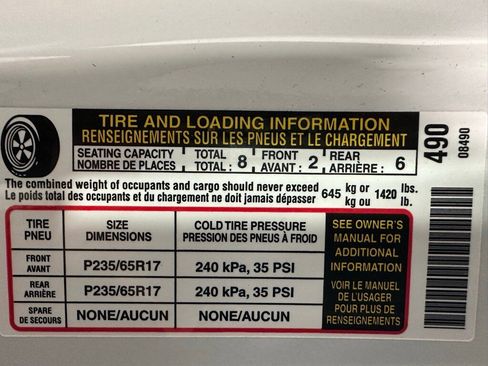 TIRE AND LOADING INFORMATION
RENSEIGNEMENTS SUR LES PNEUS ET LE CHARGEMENT
SEATING CAPACITY TOTAL FRONT REAR
NOMBRE DE PLACES TOTAL : 8 AVANT : 2 ARRIÈRE : 6
The combined weight of occupants and cargo should never exceed 645 kg or 1420 lbs.
Le poids total des occupants et du chargement ne doit jamais dépasser kg ou lb.
TIRE SIZE COLD TIRE PRESSURE
PNEU DIMENSIONS PRESSION DES PNEUS À FROID
FRONT
AVANT P235/65R17 240 kPa, 35 PSI
REAR
ARRIÈRE P235/65R17 240 kPa, 35 PSI
SPARE
DE SECOURS NONE/AUCUN NONE/AUCUN
SEE OWNER'S
MANUAL FOR
ADDITIONAL
INFORMATION
VOIR LE MANUEL
DE L'USAGER
POUR PLUS DE
RENSEIGNEMENTS
490
08490